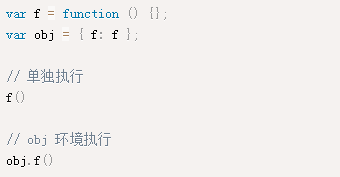 var f = function () {};
var obj = { f: f };
// 单独执行
f()
// obj 环境执行
obj.f()